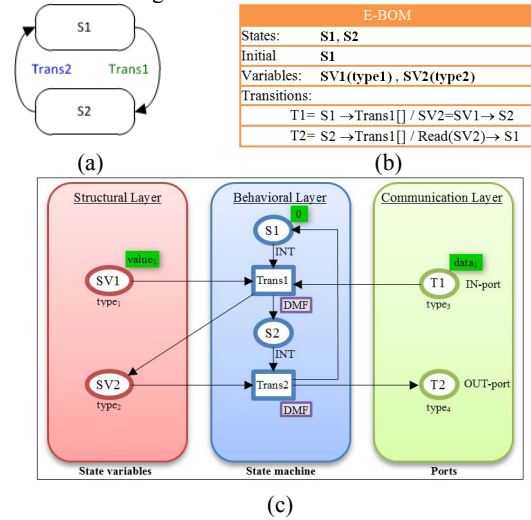 S1
Trans2
Trans1
S2
(a)
E-BOM
States: S1, S2
Initial S1
Variables: SV1(type1) , SV2(type2)
Transitions:
T1= S1 →Trans1[] / SV2=SV1→ S2
T2= S2 →Trans1[] / Read(SV2)→ S1
(b)
Structural Layer
Behavioral Layer
Communication Layer
0
value₁
S1
data₁
INT
SV1
Trans1
T1
IN-port
type₁
type₃
DMF
S2
INT
SV2
Trans2
T2
OUT-port
type₂
type₄
DMF
State variables
State machine
Ports
(c)